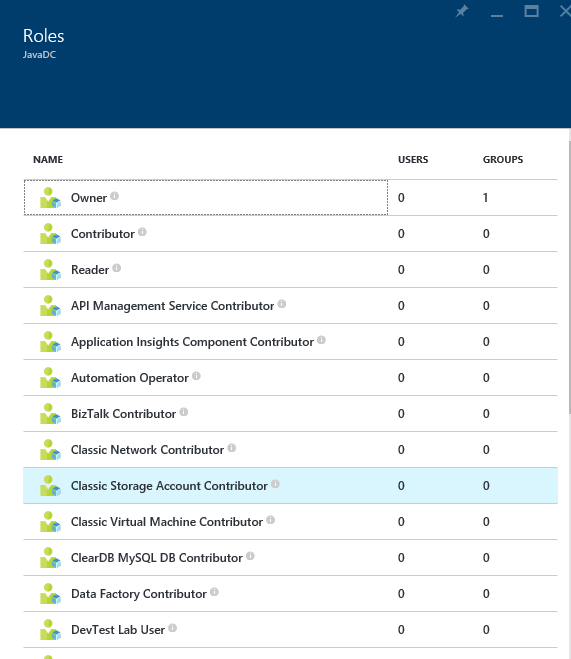 Roles
JavaDC
NAME USERS GROUPS
Owner 0 1
Contributor 0 0
Reader 0 0
API Management Service Contributor 0 0
Application Insights Component Contributor 0 0
Automation Operator 0 0
BizTalk Contributor 0 0
Classic Network Contributor 0 0
Classic Storage Account Contributor 0 0
Classic Virtual Machine Contributor 0 0
ClearDB MySQL DB Contributor 0 0
Data Factory Contributor 0 0
DevTest Lab User 0 0